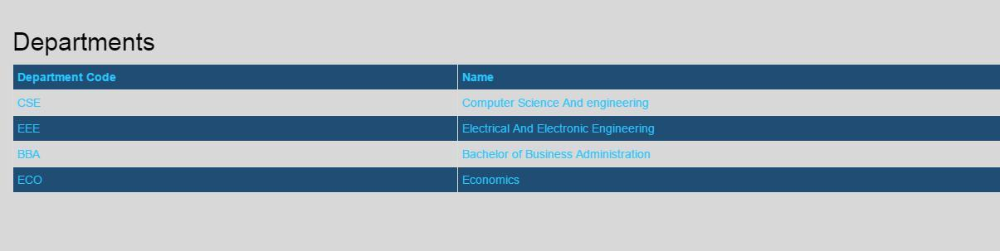 Departments
Department Code Name
CSE Computer Science And engineering
EEE Electrical And Electronic Engineering
BBA Bachelor of Business Administration
ECO Economics